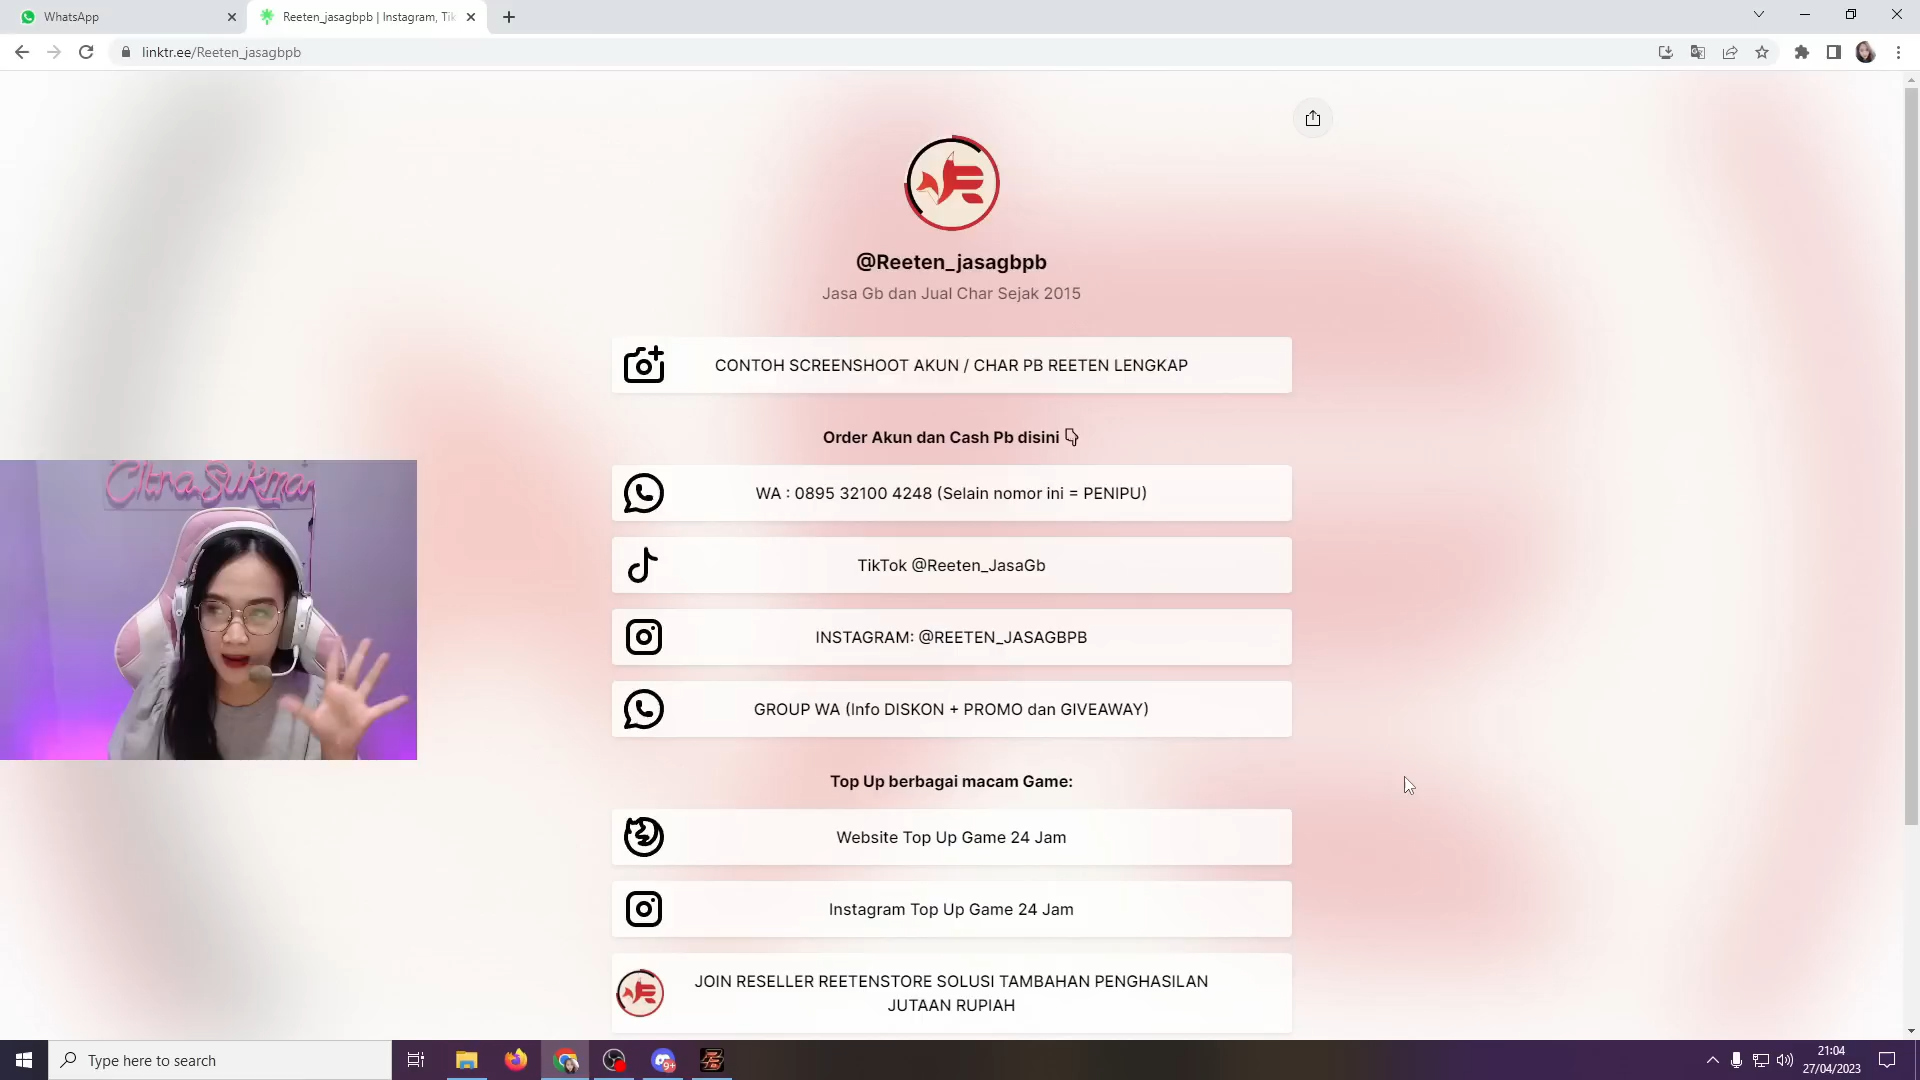 WhatsApp
Reeten_jasagbpb | Instagram, Tik
linktr.ee/Reeten_jasagbpb
@Reeten_jasagbpb
Jasa Gb dan Jual Char Sejak 2015
CONTOH SCREENSHOOT AKUN / CHAR PB REETEN LENGKAP
Order Akun dan Cash Pb disini
WA : 0895 32100 4248 (Selain nomor ini = PENIPU)
TikTok @Reeten_JasaGb
INSTAGRAM: @REETEN_JASAGBPB
GROUP WA (Info DISKON + PROMO dan GIVEAWAY)
Top Up berbagai macam Game:
Website Top Up Game 24 Jam
Instagram Top Up Game 24 Jam
JOIN RESELLER REETENSTORE SOLUSI TAMBAHAN PENGHASILAN
JUTAAN RUPIAH
Citra Sukma
Type here to search
9+
21:04
27/04/2023